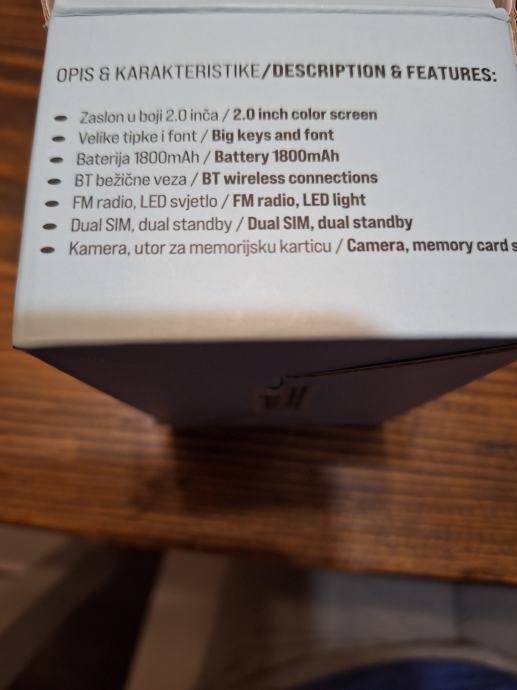 OPIS & KARAKTERISTIKE/DESCRIPTION & FEATURES:
Zaslon u boji 2.0 inča / 2.0 inch color screen
Velike tipke i font / Big keys and font
Baterija 1800mAh / Battery 1800mAh
BT bežične veza / BT wireless connections
FM radio, LED svjetlo / FM radio, LED light
Dual SIM, dual standby / Dual SIM, dual standby
Kamera, utor za memorijsku karticu / Camera, memory card